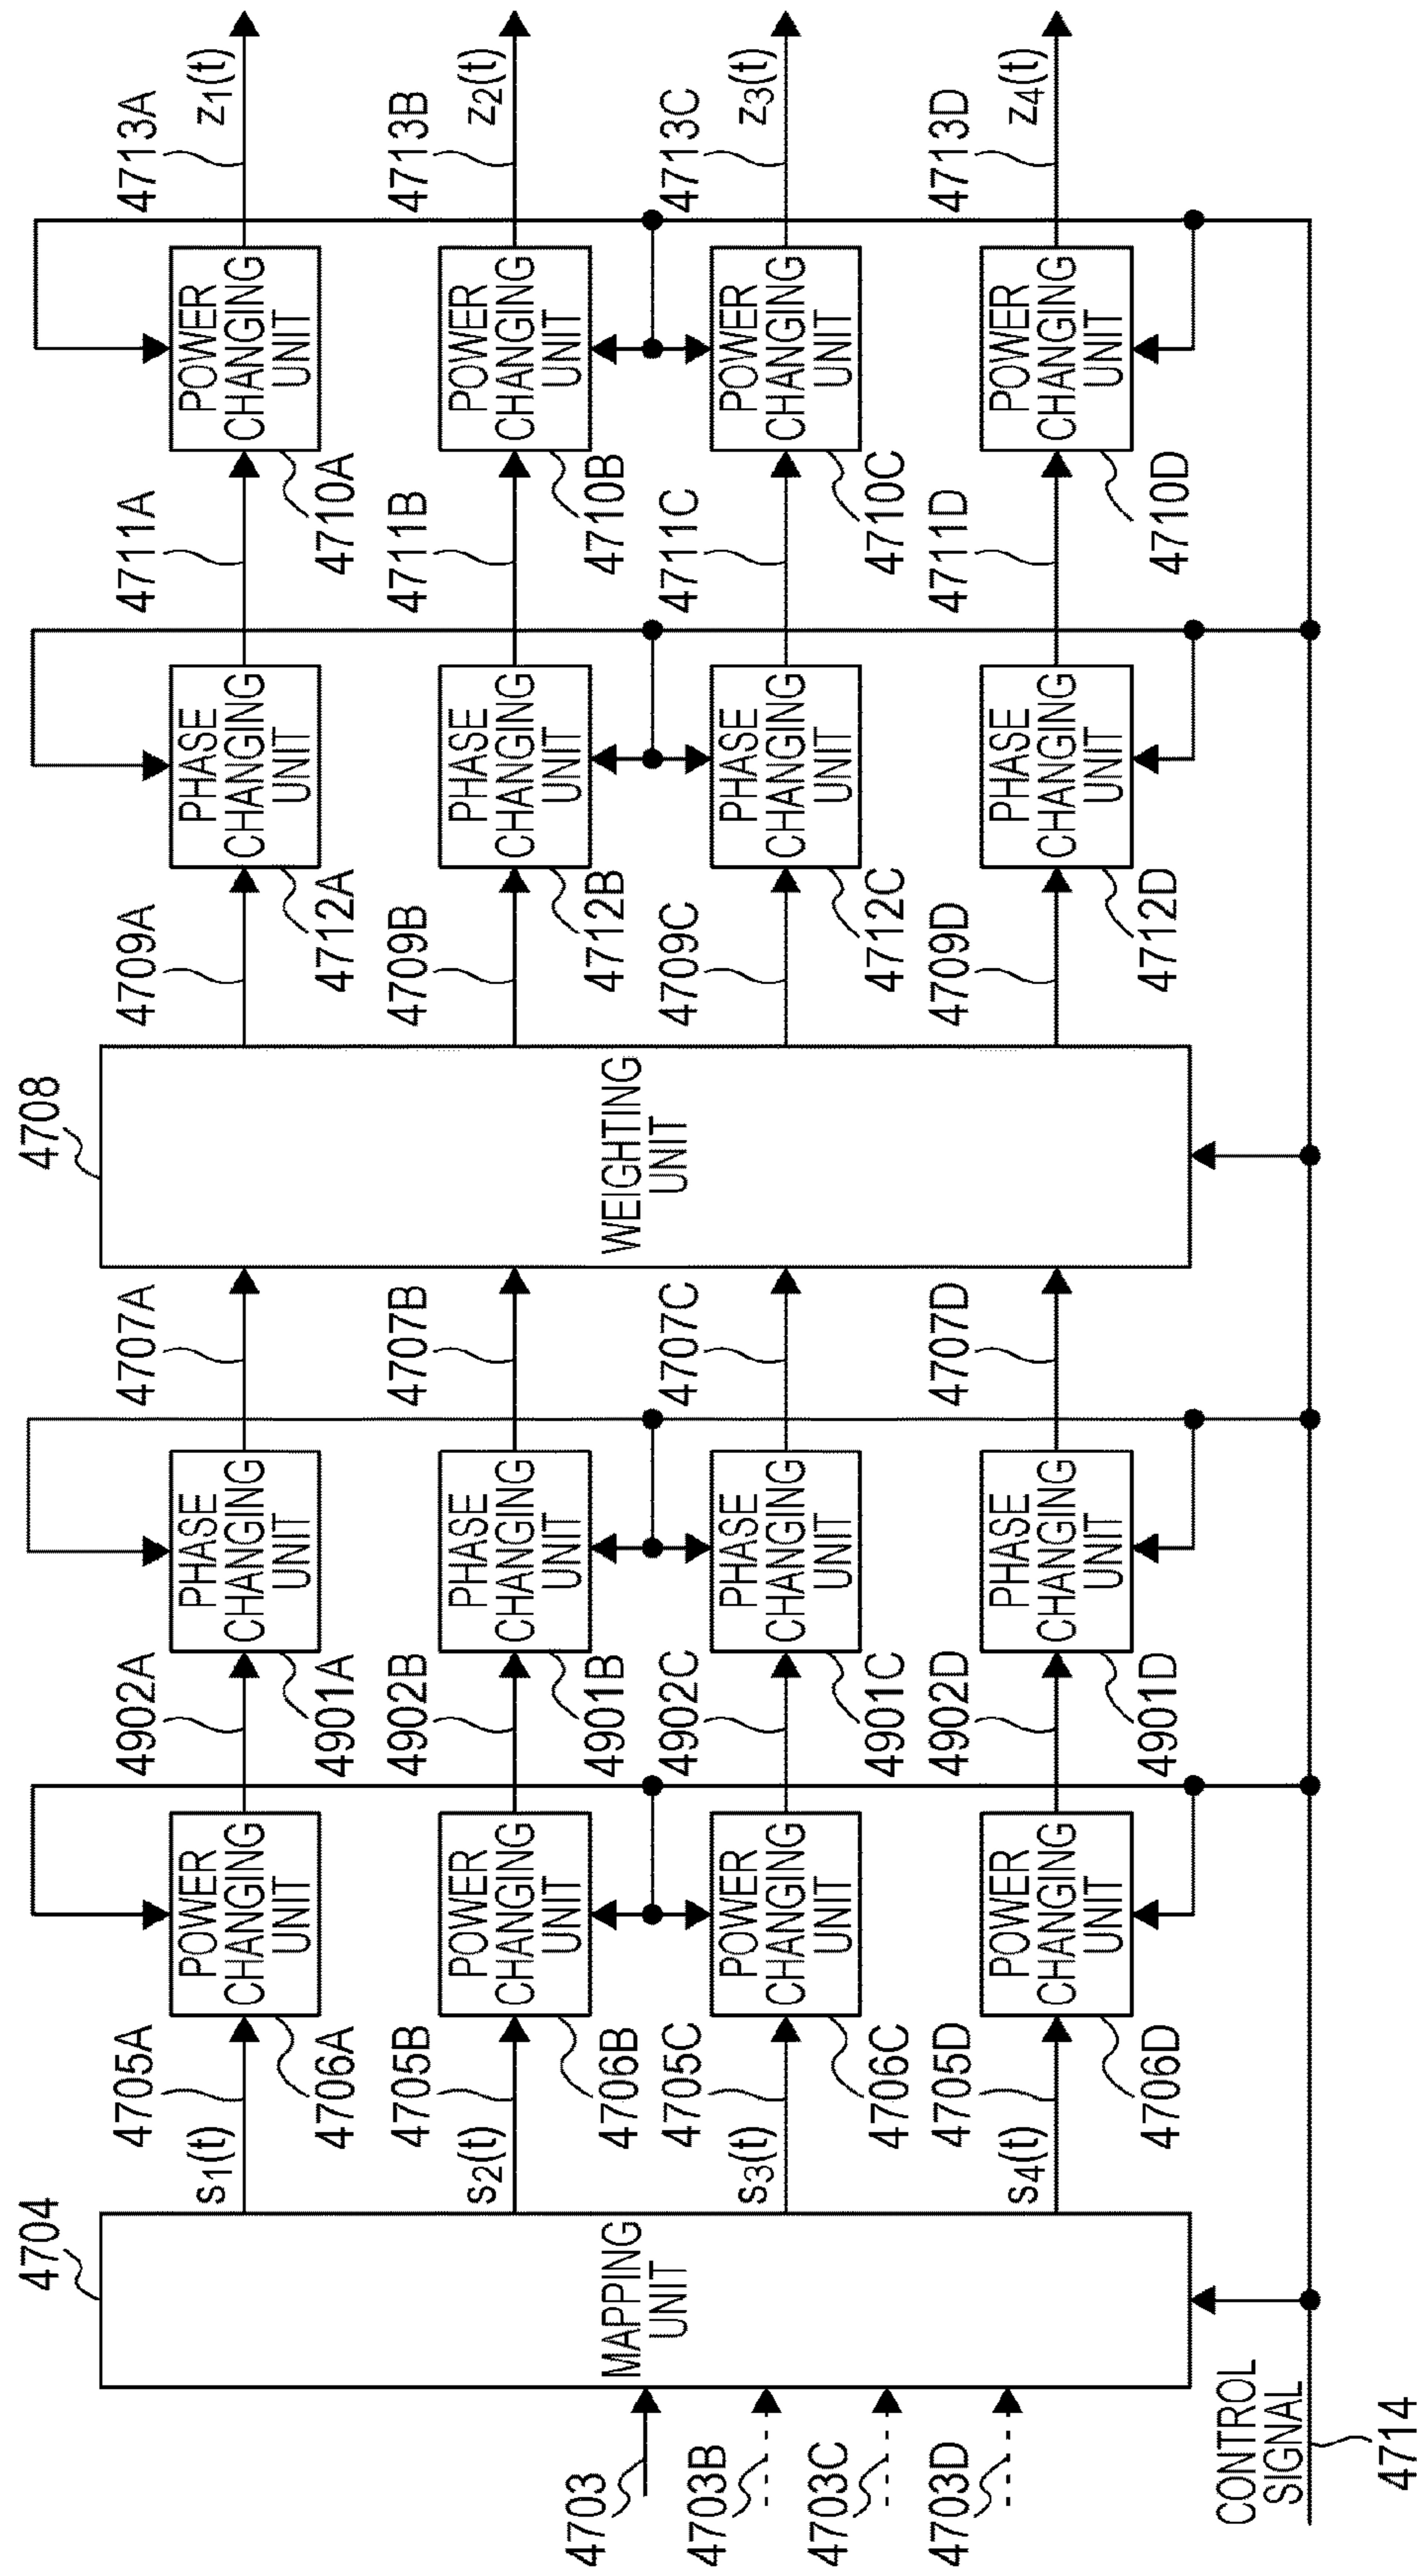 4704
MAPPING
UNIT
4703
4703B
4703C
4703D
CONTROL
SIGNAL
4714
s1(t)
4705A
s2(t)
4705B
s3(t)
4705C
s4(t)
4705D
POWER
CHANGING
UNIT
4706A
POWER
CHANGING
UNIT
4706B
POWER
CHANGING
UNIT
4706C
POWER
CHANGING
UNIT
4706D
4902A
4902B
4902C
4902D
PHASE
CHANGING
UNIT
4901A
PHASE
CHANGING
UNIT
4901B
PHASE
CHANGING
UNIT
4901C
PHASE
CHANGING
UNIT
4901D
4707A
4707B
4707C
4707D
4708
WEIGHTING
UNIT
4709A
4709B
4709C
4709D
PHASE
CHANGING
UNIT
4712A
PHASE
CHANGING
UNIT
4712B
PHASE
CHANGING
UNIT
4712C
PHASE
CHANGING
UNIT
4712D
4711A
4711B
4711C
4711D
POWER
CHANGING
UNIT
4710A
POWER
CHANGING
UNIT
4710B
POWER
CHANGING
UNIT
4710C
POWER
CHANGING
UNIT
4710D
4713A
z1(t)
4713B
z2(t)
4713C
z3(t)
4713D
z4(t)